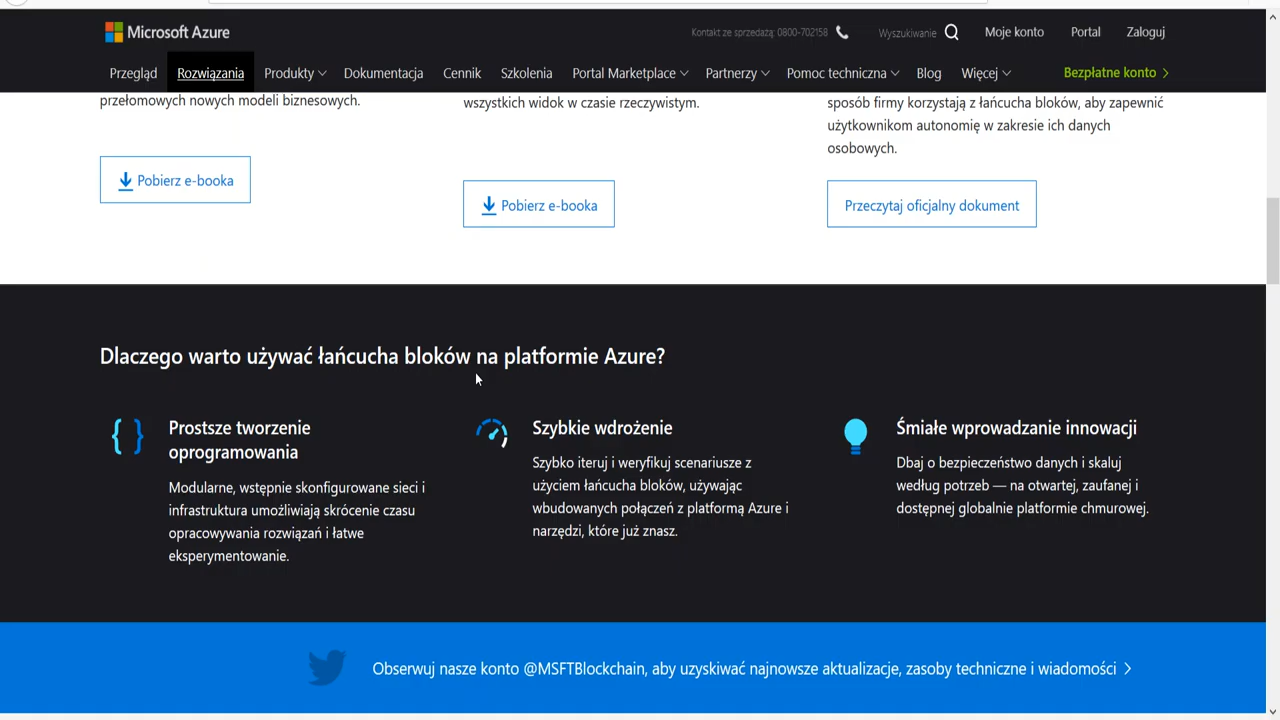 Microsoft Azure
Kontakt ze sprzedażą: 0800-702158
Wyszukiwanie
Moje konto
Portal
Zaloguj
Przegląd
Rozwiązania
Produkty
Dokumentacja
Cennik
Szkolenia
Portal Marketplace
Partnerzy
Pomoc techniczna
Blog
Więcej
Bezpłatne konto
przełomowych nowych modeli biznesowych.
Pobierz e-booka
wszystkich widok w czasie rzeczywistym.
Pobierz e-booka
sposób firmy korzystają z łańcucha bloków, aby zapewnić
użytkownikom autonomię w zakresie ich danych
osobowych.
Przeczytaj oficjalny dokument
Dlaczego warto używać łańcucha bloków na platformie Azure?
Prostsze tworzenie
oprogramowania
Modularne, wstępnie skonfigurowane sieci i
infrastruktura umożliwiają skrócenie czasu
opracowywania rozwiązań i łatwe
eksperymentowanie.
Szybkie wdrożenie
Szybko iteruj i weryfikuj scenariusze z
użyciem łańcucha bloków, używając
wbudowanych połączeń z platformą Azure i
narzędzi, które już znasz.
Śmiałe wprowadzanie innowacji
Dbaj o bezpieczeństwo danych i skaluj
według potrzeb — na otwartej, zaufanej i
dostępnej globalnie platformie chmurowej.
Obserwuj nasze konto @MSFTBlockchain, aby uzyskiwać najnowsze aktualizacje, zasoby techniczne i wiadomości